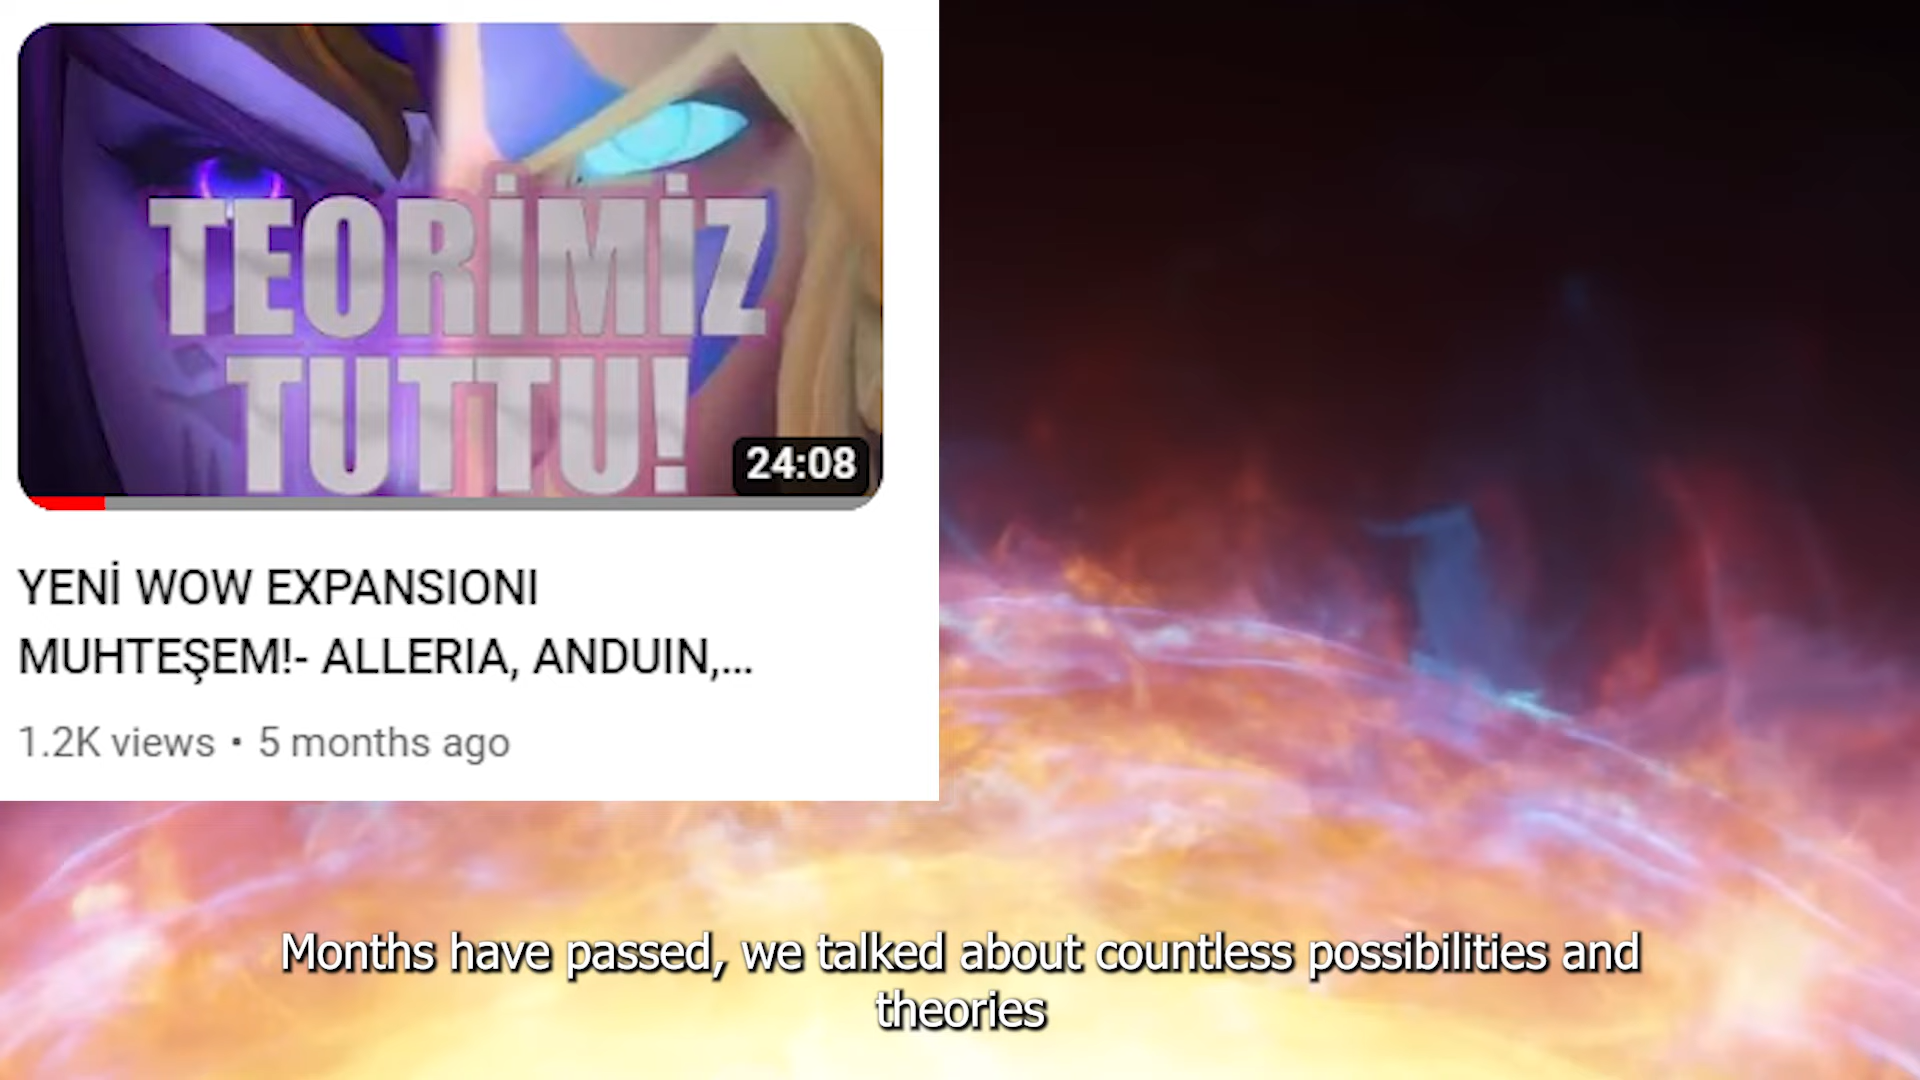 TEORİMİZ
TUTTU!
24:08
YENİ WOW EXPANSIONI
MUHTEŞEM!- ALLERIA, ANDUIN,...
1.2K views • 5 months ago
Months have passed, we talked about countless possibilities and
theories